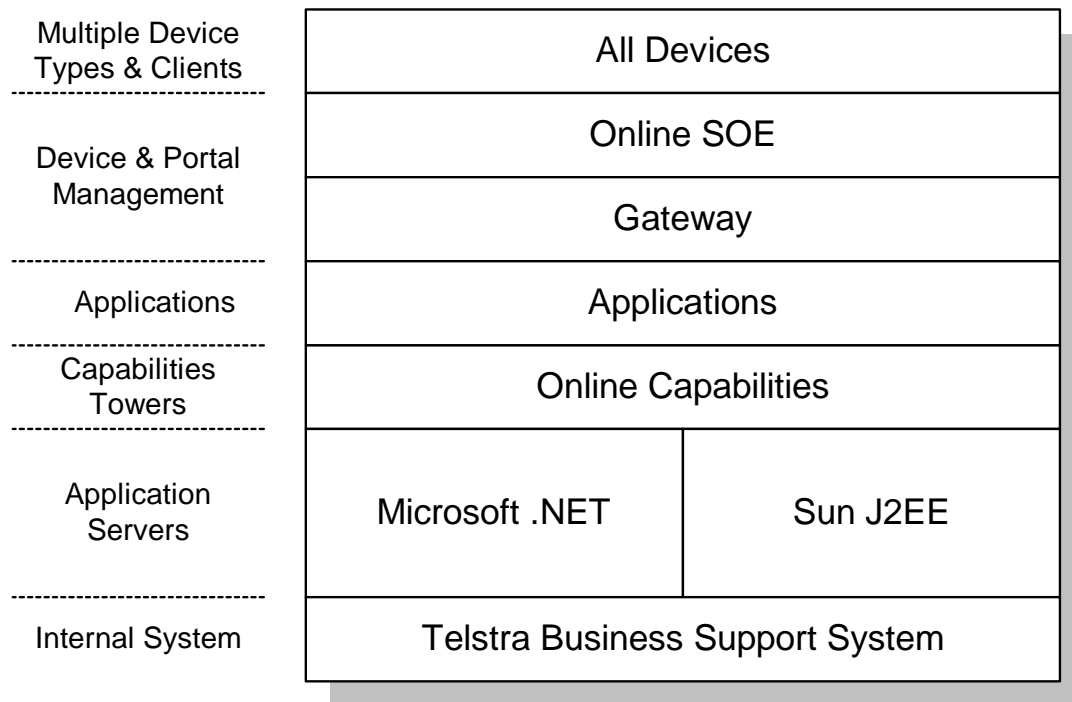 Multiple Device
Types & Clients
All Devices
Device & Portal
Management
Online SOE
Gateway
Applications
Applications
Capabilities
Towers
Online Capabilities
Application
Servers
Microsoft .NET
Sun J2EE
Internal System
Telstra Business Support System